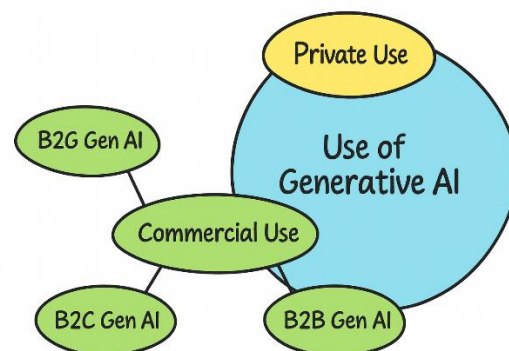 Private Use
Use of
Generative AI
B2G Gen AI
Commercial Use
B2C Gen AI
B2B Gen AI